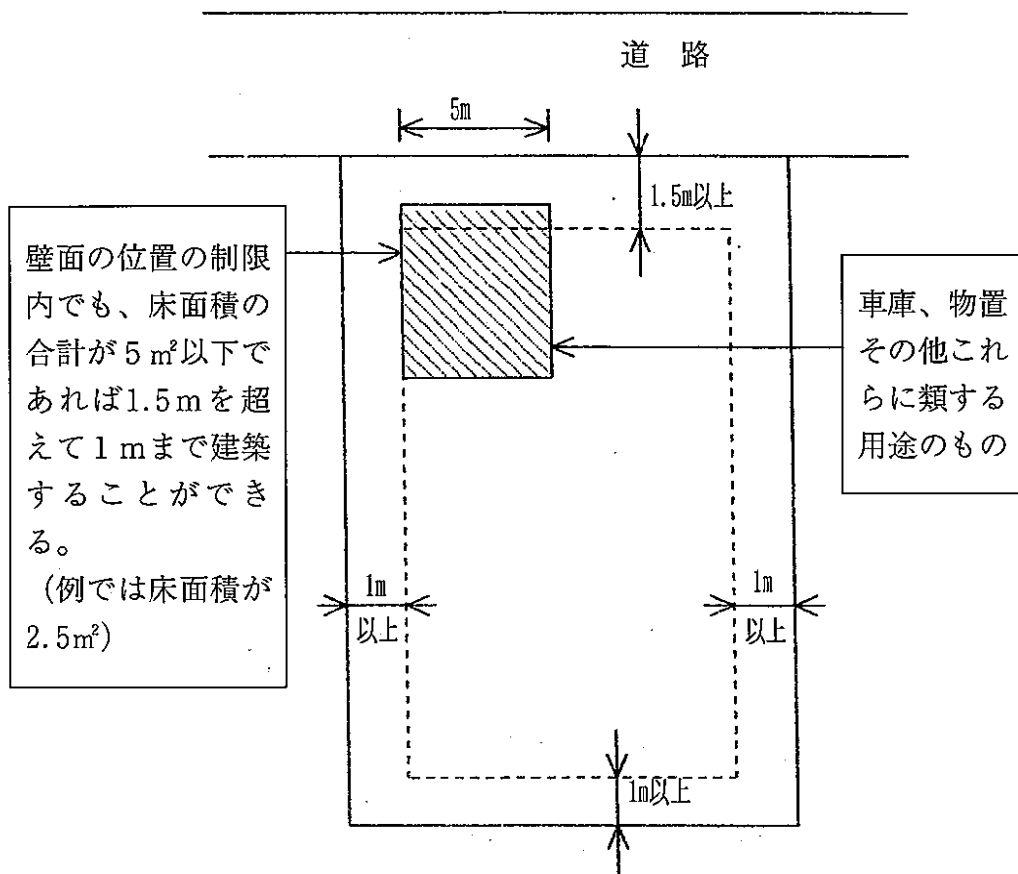 道 路
5m
1.5m以上
壁面の位置の制限
内でも、床面積の
合計が5㎡以下で
あれば1.5mを超
えて1mまで建築
することができ
る。
（例では床面積が
2.5㎡）
車庫、物置
その他これ
らに類する
用途のもの
1m
以上
1m
以上
1m以上